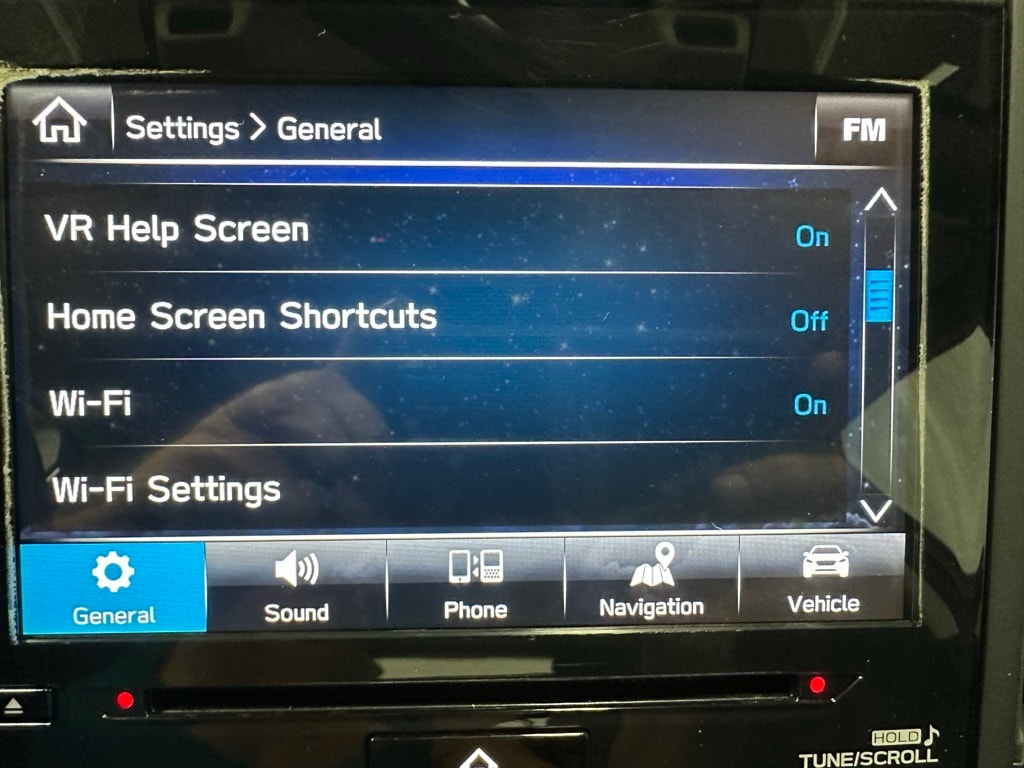 Settings > General
FM
VR Help Screen
On
Home Screen Shortcuts
Off
Wi-Fi
On
Wi-Fi Settings
General
Sound
Phone
Navigation
Vehicle
HOLD
TUNE/SCROLL